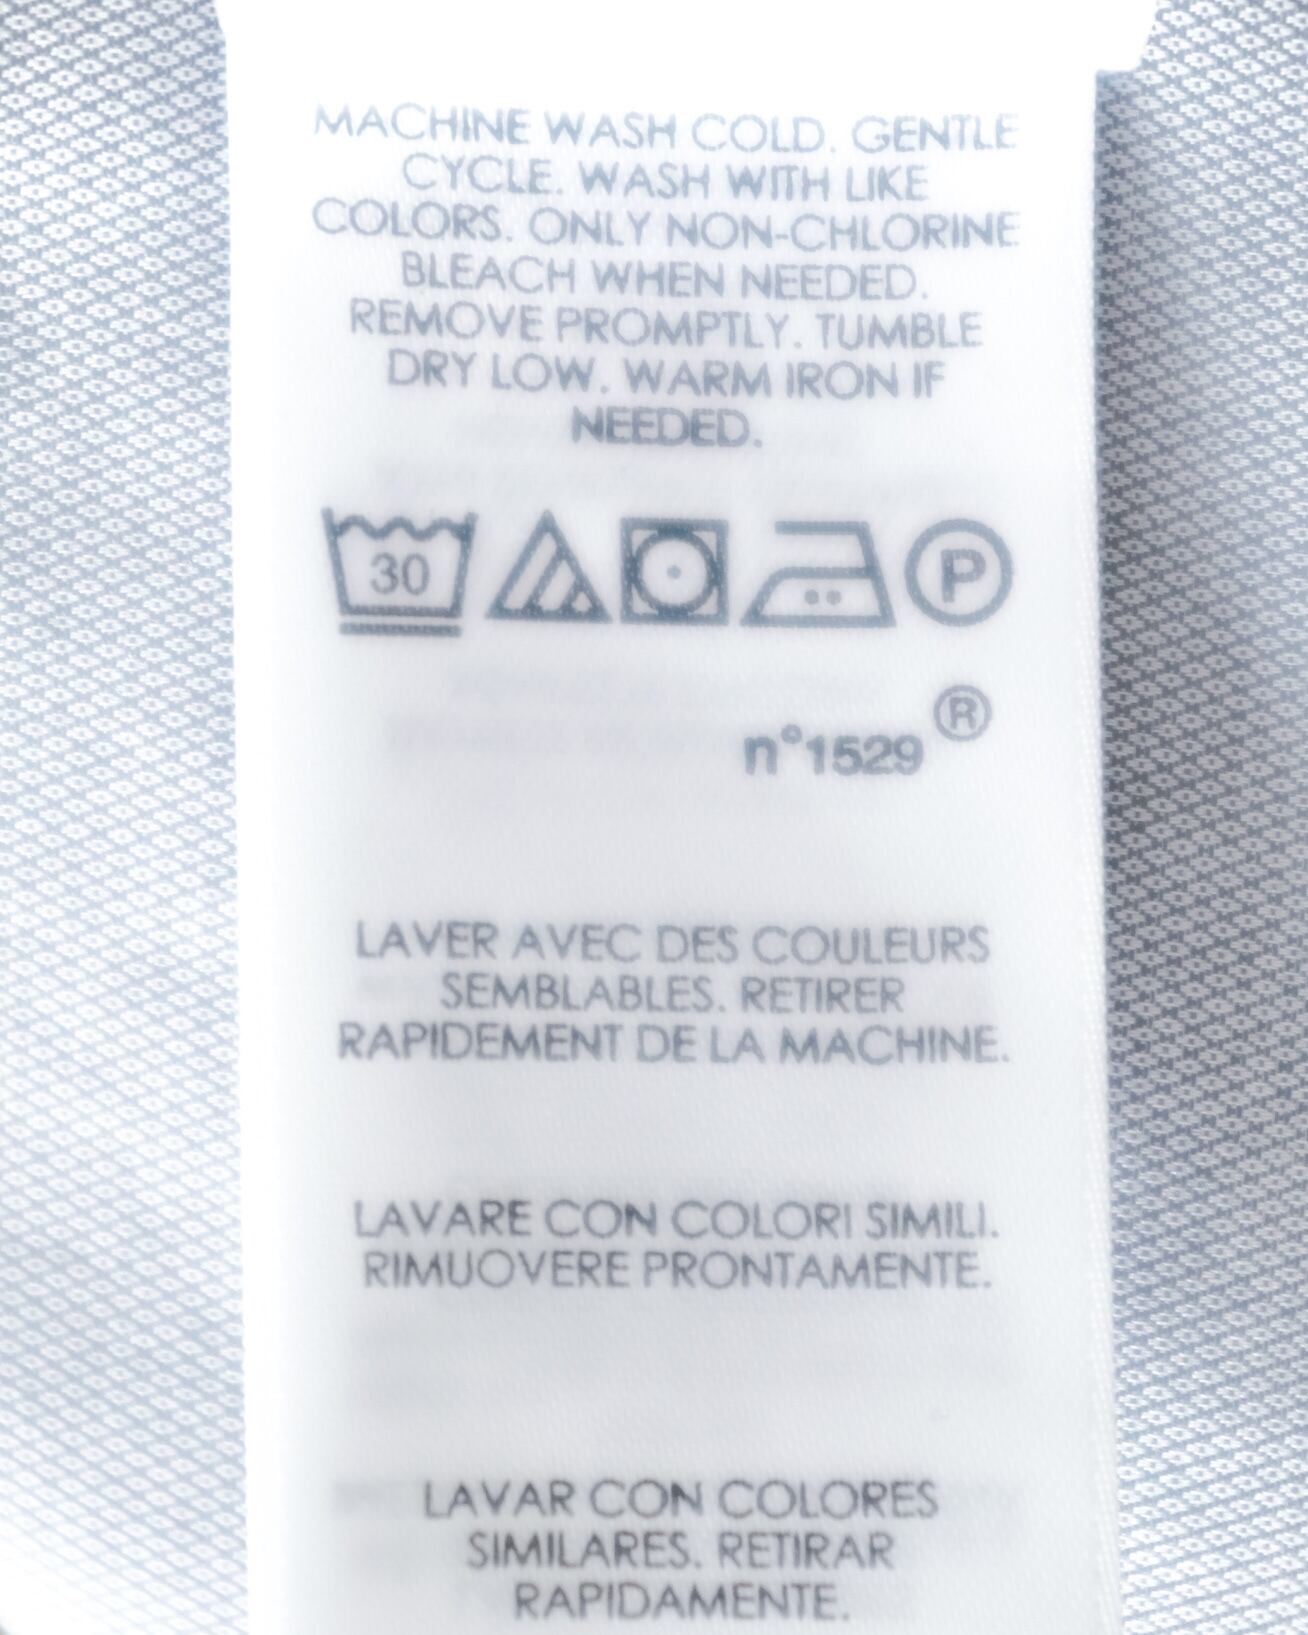 MACHINE WASH COLD. GENTLE
CYCLE. WASH WITH LIKE
COLORS. ONLY NON-CHLORINE
BLEACH WHEN NEEDED.
REMOVE PROMPTLY. TUMBLE
DRY LOW. WARM IRON IF
NEEDED.
30 P
n°1529 ®
LAVER AVEC DES COULEURS
SEMBLABLES. RETIRER
RAPIDEMENT DE LA MACHINE.
LAVARE CON COLORI SIMILI.
RIMUOVERE PRONTAMENTE.
LAVAR CON COLORES
SIMILARES. RETIRAR
RAPIDAMENTE.